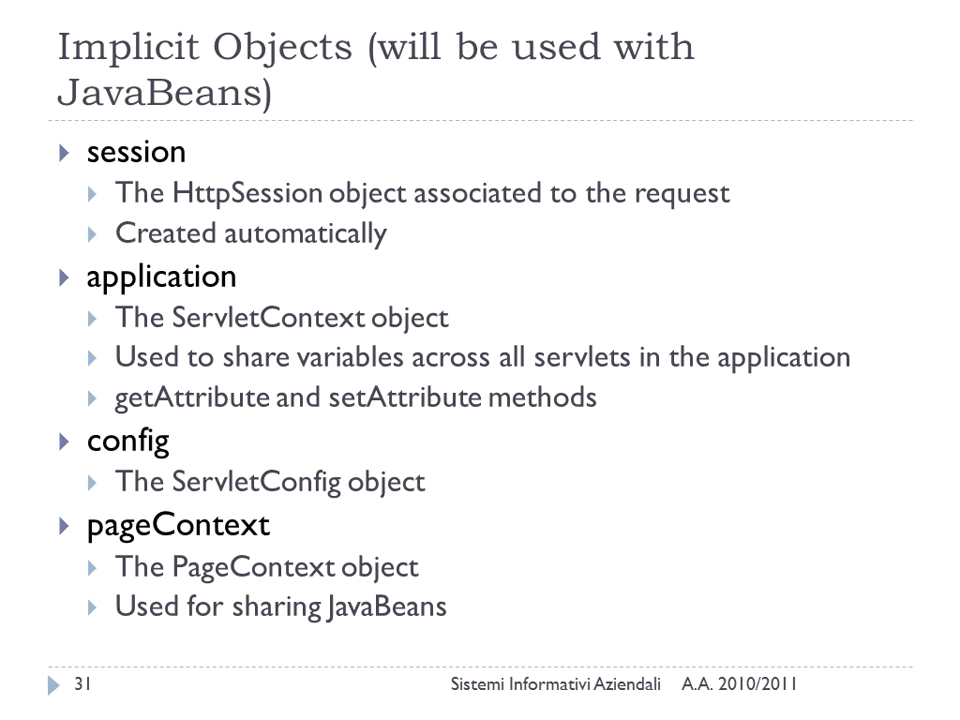 Implicit Objects (will be used with
JavaBeans)
session
The HttpSession object associated to the request
Created automatically
application
The ServletContext object
Used to share variables across all servlets in the application
getAttribute and setAttribute methods
config
The ServletConfig object
pageContext
The PageContext object
Used for sharing JavaBeans
31 Sistemi Informativi Aziendali A.A. 2010/2011